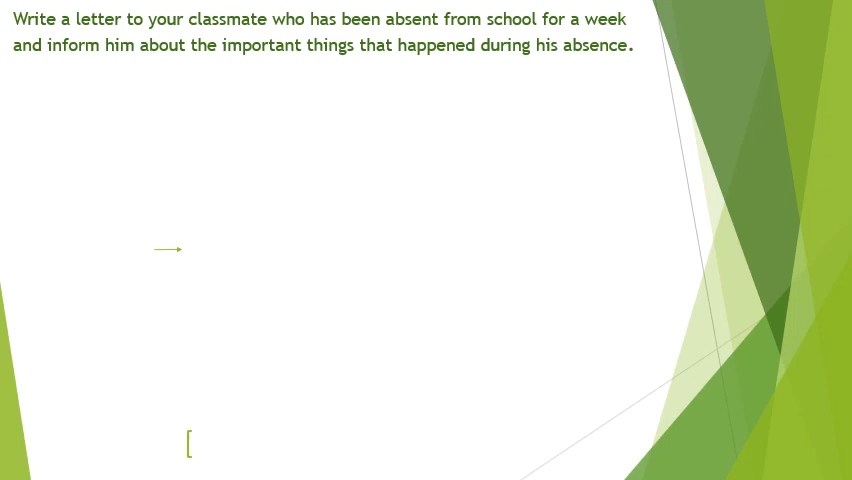 Write a letter to your classmate who has been absent from school for a week
and inform him about the important things that happened during his absence.